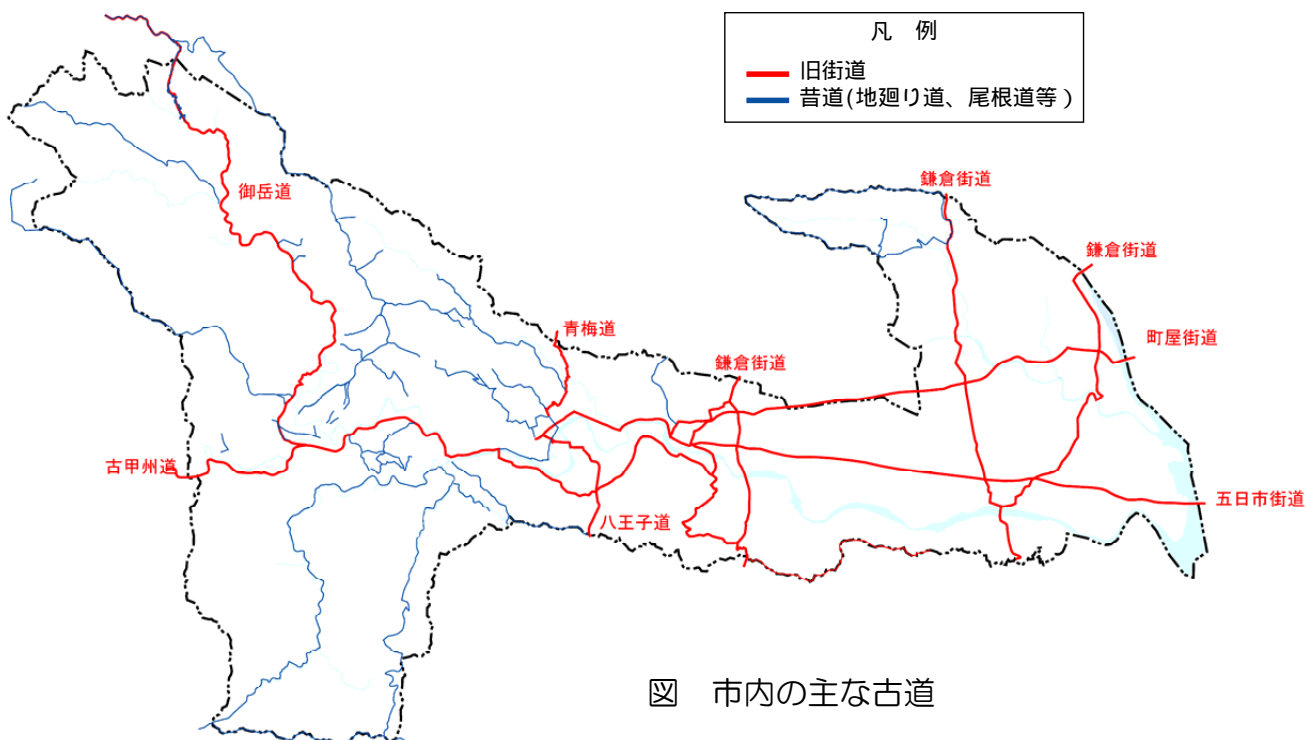 凡 例
旧街道
昔道(地廻り道、尾根道等)
御岳道
鎌倉街道
鎌倉街道
青梅道
町屋街道
鎌倉街道
古甲州道
五日市街道
八王子道
図 市内の主な古道